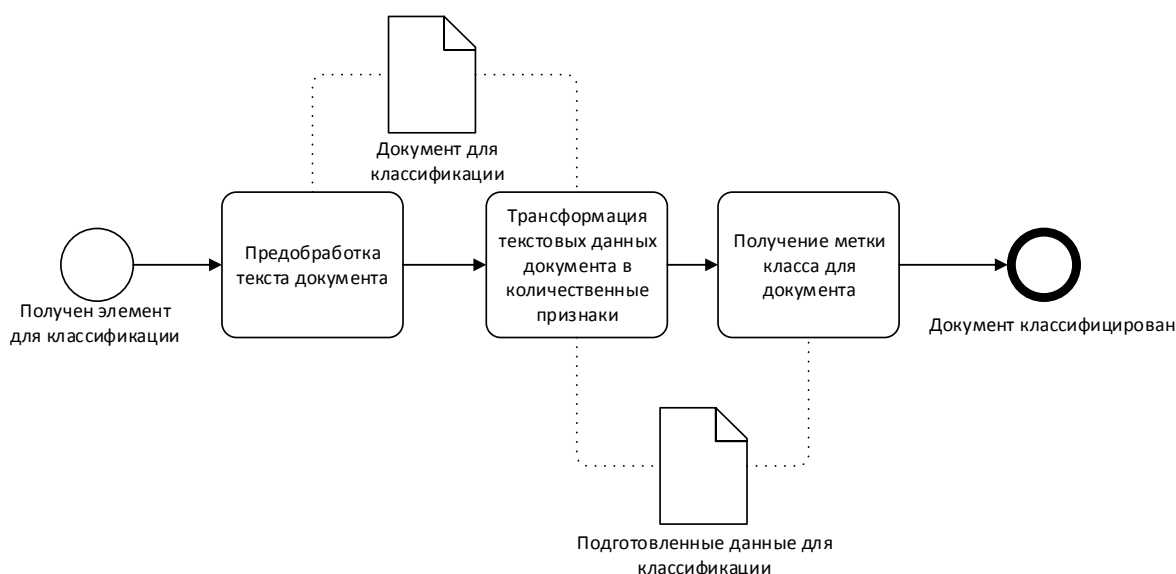 Документ для
классификации
Получен элемент
для классификации
Предобработка
текста документа
Трансформация
текстовых данных
документа в
количественные
признаки
Получение метки
класса для
документа
Документ классифицирован
Подготовленные данные для
классификации